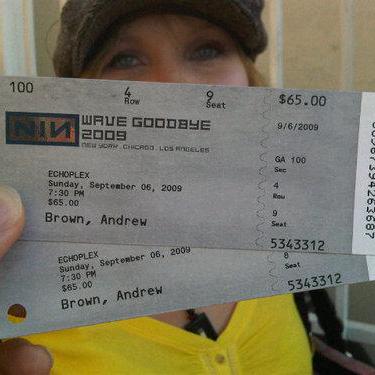 100
4 9 $65.00
Row Seat
NIN WAVE GOODBYE
2009 9/6/2009
NEW YORK. CHICAGO. LOS ANGELES
GA 100
Sec
ECHOPLEX
Sunday, September 06, 2009
7:30 PM
$65.00
4
Row
Brown, Andrew
9
Seat
5343312
ECHOPLEX
Sunday, September 06, 2009
7:30 PM
$65.00
8
Seat
Brown, Andrew
5343312